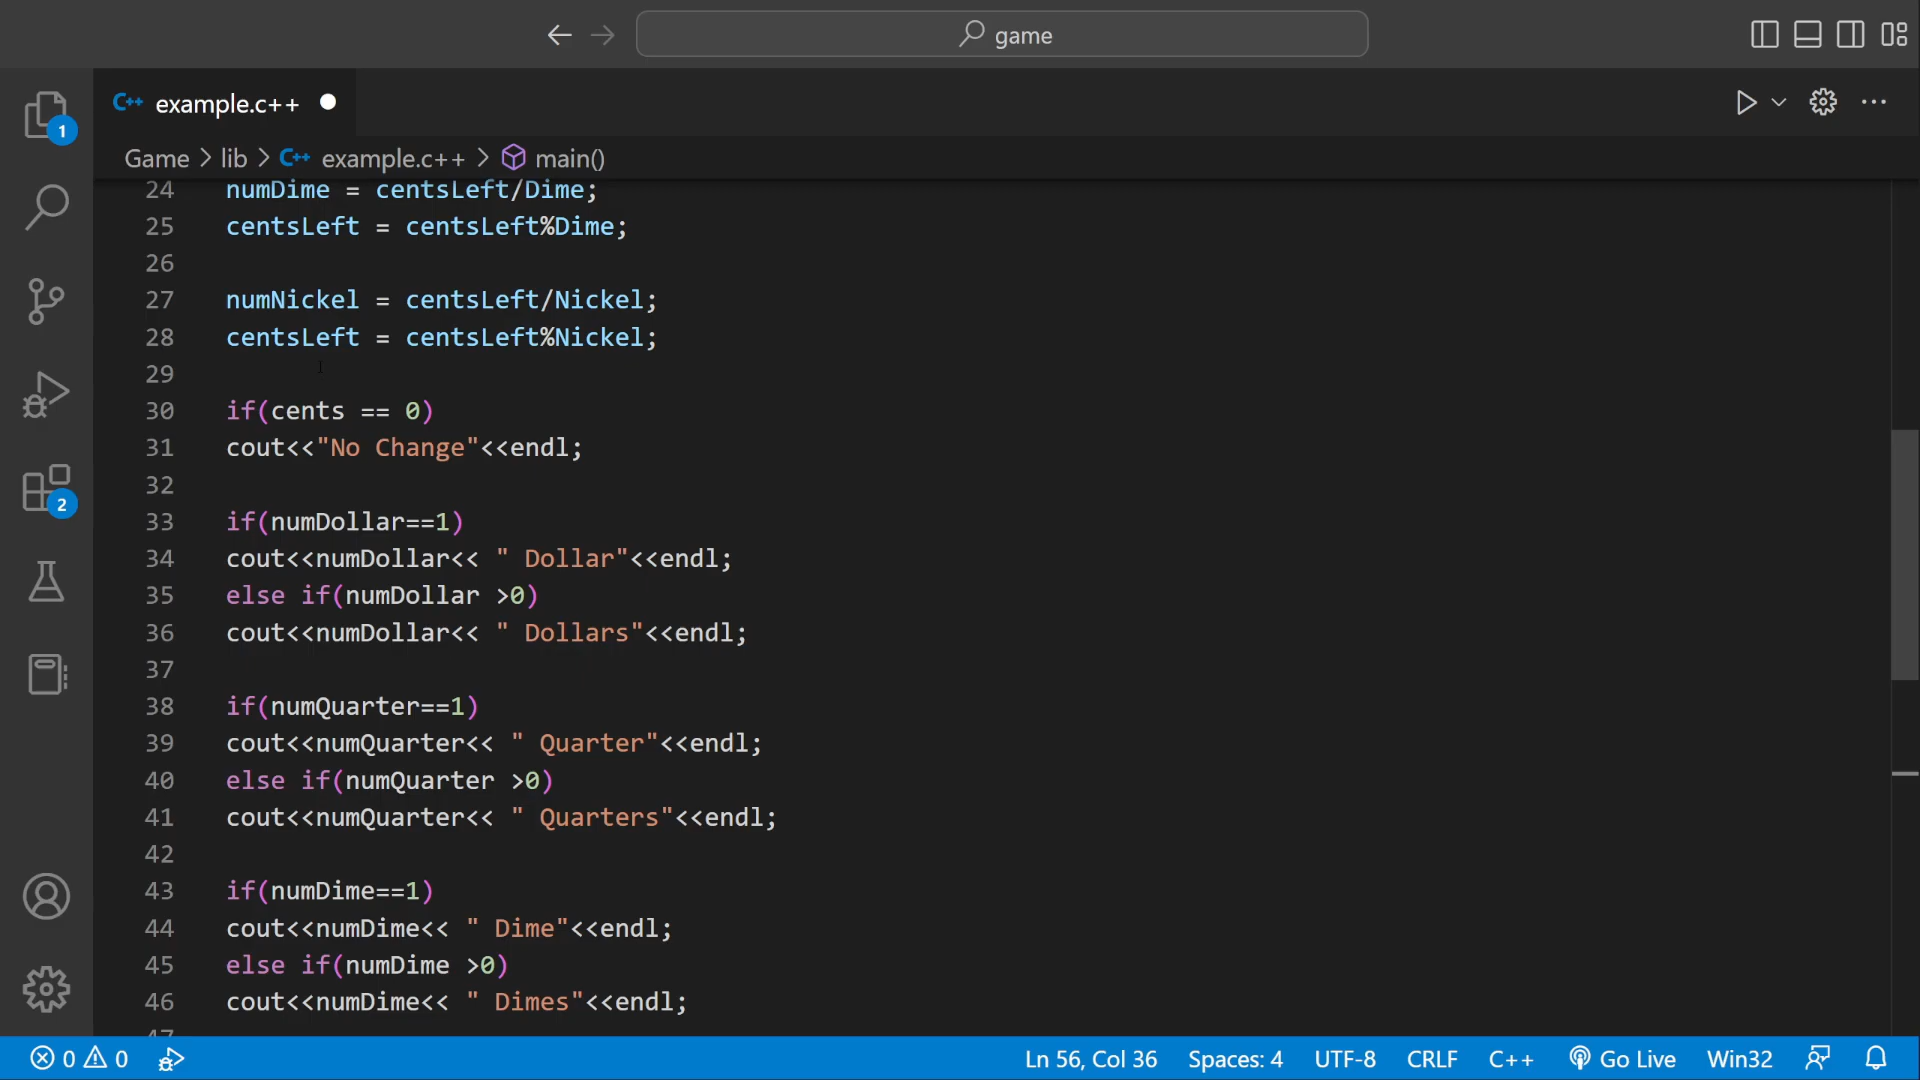 game
C++ example.c++
Game > lib > C++ example.c++ > main()
24 numDime = centsLeft/Dime;
25 centsLeft = centsLeft%Dime;
26
27 numNickel = centsLeft/Nickel;
28 centsLeft = centsLeft%Nickel;
29
30 if(cents == 0)
31 cout<<"No Change"<<endl;
32
33 if(numDollar==1)
34 cout<<numDollar<< " Dollar"<<endl;
35 else if(numDollar >0)
36 cout<<numDollar<< " Dollars"<<endl;
37
38 if(numQuarter==1)
39 cout<<numQuarter<< " Quarter"<<endl;
40 else if(numQuarter >0)
41 cout<<numQuarter<< " Quarters"<<endl;
42
43 if(numDime==1)
44 cout<<numDime<< " Dime"<<endl;
45 else if(numDime >0)
46 cout<<numDime<< " Dimes"<<endl;
47
1
2
0 0 Ln 56, Col 36 Spaces: 4 UTF-8 CRLF C++ Go Live Win32